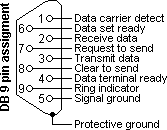 DB 9 pin assignment
1 Data carrier detect
6 Data set ready
2 Receive data
7 Request to send
3 Transmit data
8 Clear to send
4 Data terminal ready
9 Ring indicator
5 Signal ground
Protective ground